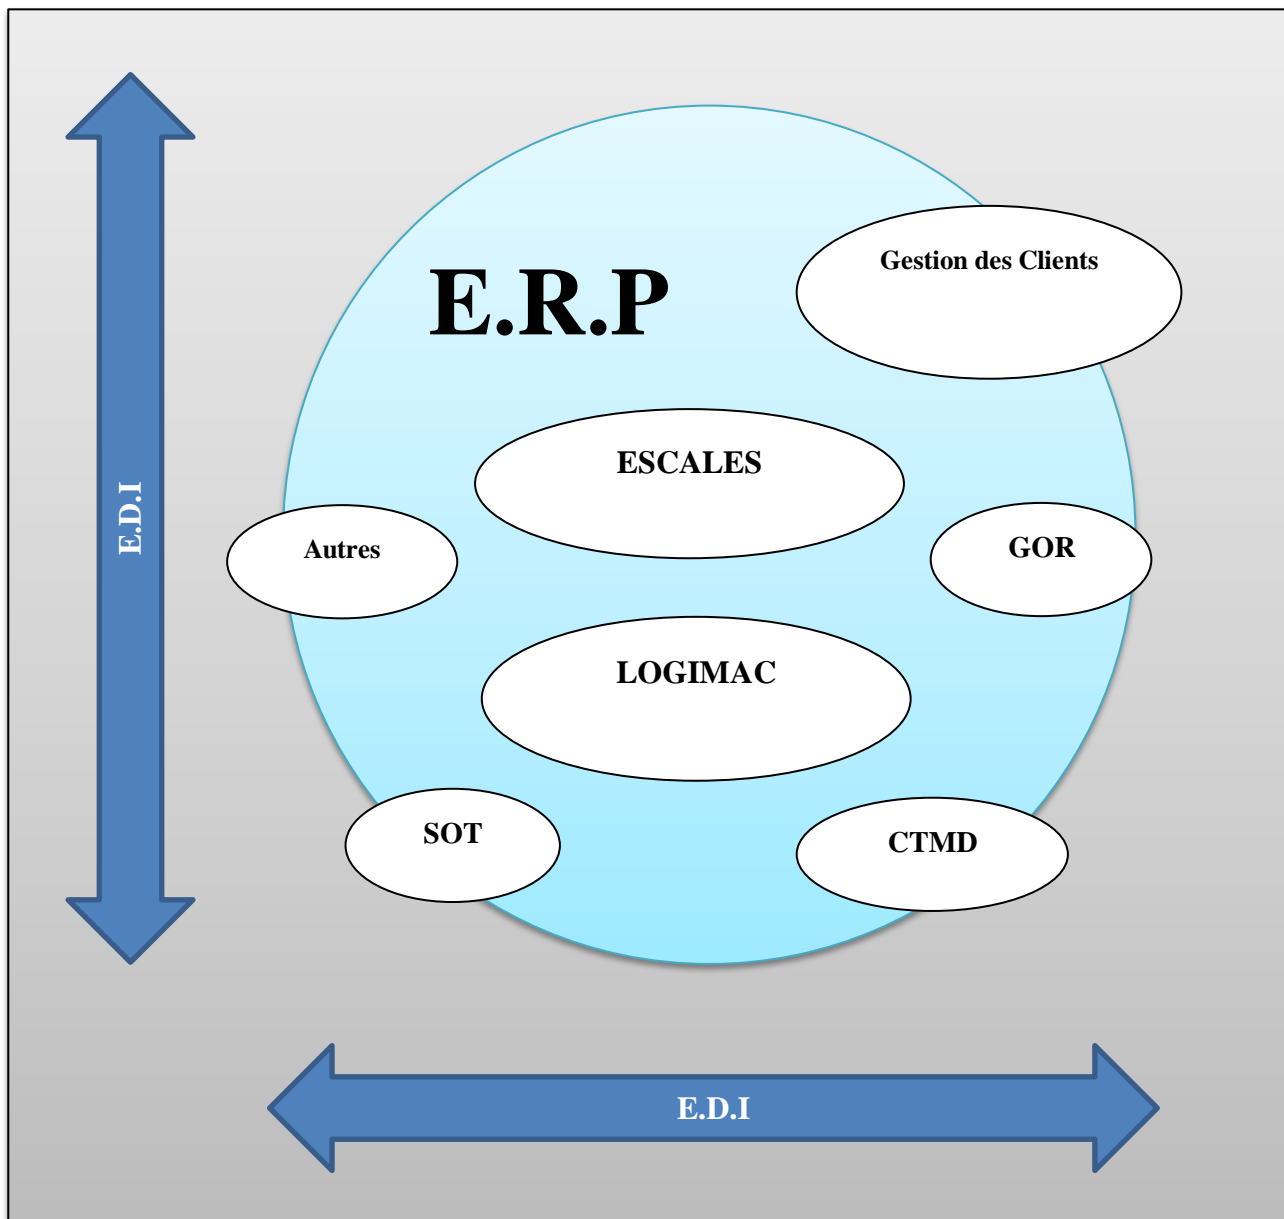 Gestion des Clients
E.R.P
ESCALES
E.D.I
Autres
GOR
LOGIMAC
SOT
CTMD
E.D.I